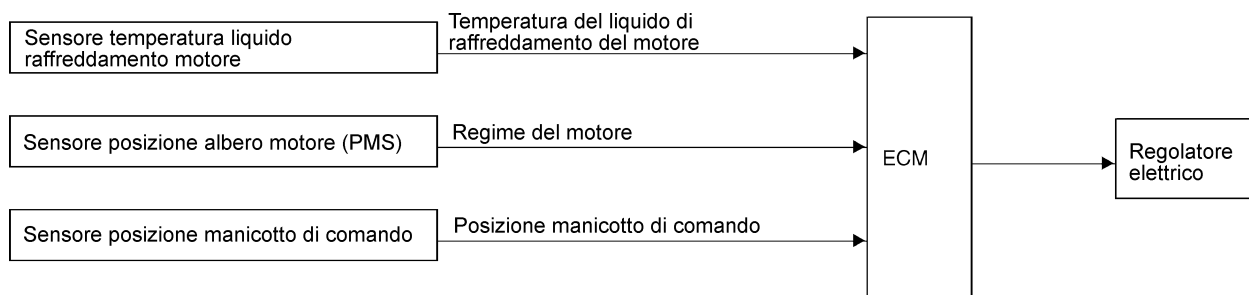 Sensore temperatura liquido
raffreddamento motore
Temperatura del liquido di
raffreddamento del motore
Sensore posizione albero motore (PMS)
Regime del motore
Sensore posizione manicotto di comando
Posizione manicotto di comando
ECM
Regolatore
elettrico